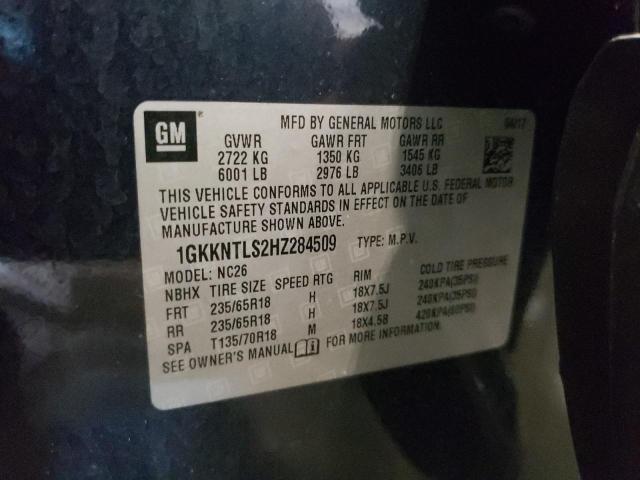 GM
MFD BY GENERAL MOTORS LLC 04/17
GVWR GAWR FRT GAWR RR
2722 KG 1350 KG 1545 KG
6001 LB 2976 LB 3406 LB
THIS VEHICLE CONFORMS TO ALL APPLICABLE U.S. FEDERAL MOTOR
VEHICLE SAFETY STANDARDS IN EFFECT ON THE DATE OF
MANUFACTURE SHOWN ABOVE.
1GKKNTLS2HZ284509 TYPE: M.P.V.
MODEL: NC26
NBHX TIRE SIZE SPEED RTG RIM COLD TIRE PRESSURE
FRT 235/65R18 H 18X7.5J 240KPA(35PSI)
RR 235/65R18 H 18X7.5J 240KPA(35PSI)
SPA T135/70R18 M 18X4.5B 420KPA(60PSI)
SEE OWNER'S MANUAL FOR MORE INFORMATION.